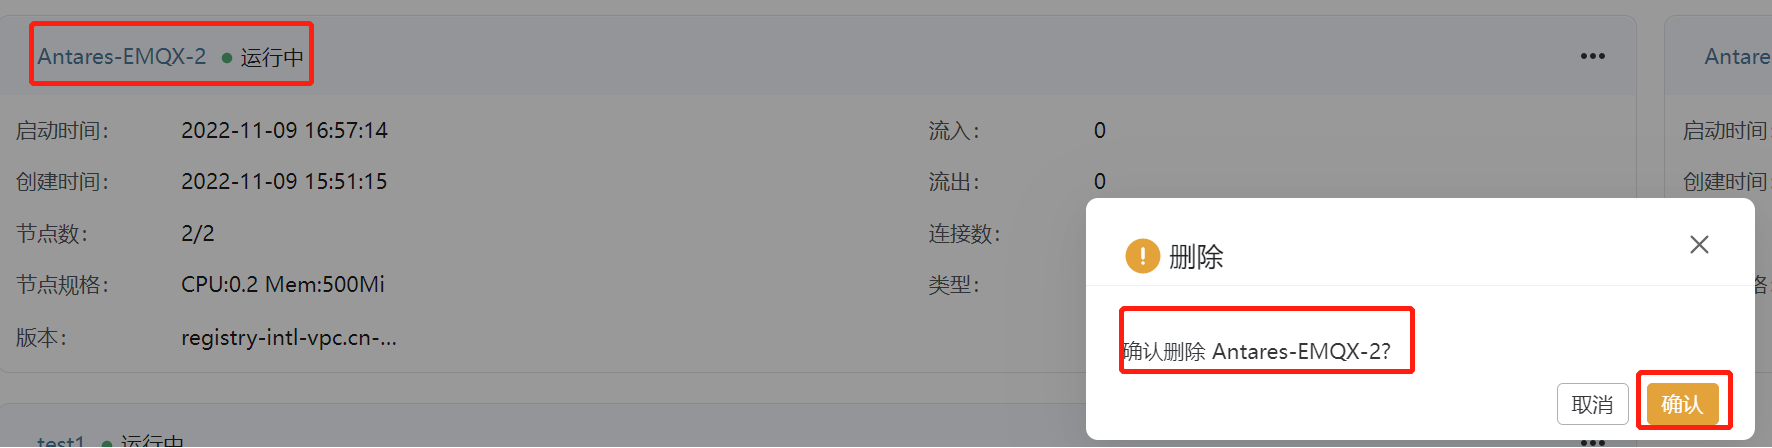 Antares-EMQX-2 运行中
启动时间: 2022-11-09 16:57:14 流入: 0
创建时间: 2022-11-09 15:51:15 流出: 0
节点数: 2/2 连接数:
节点规格: CPU:0.2 Mem:500Mi 类型:
版本: registry-intl-vpc.cn-...
test1 运行中
Antare
启动时间:
创建时间:
格:
删除
确认删除 Antares-EMQX-2?
取消 确认